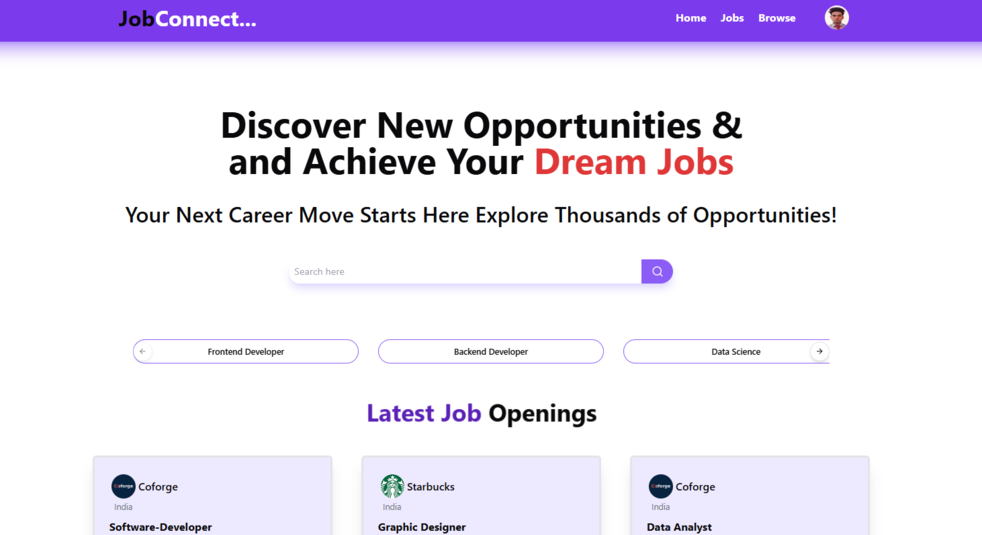 JobConnect...
Home Jobs Browse
Discover New Opportunities &
and Achieve Your Dream Jobs
Your Next Career Move Starts Here Explore Thousands of Opportunities!
Search here
← Frontend Developer Backend Developer Data Science →
Latest Job Openings
Coforge Coforge Starbucks Coforge Coforge
India India India
Software-Developer Graphic Designer Data Analyst